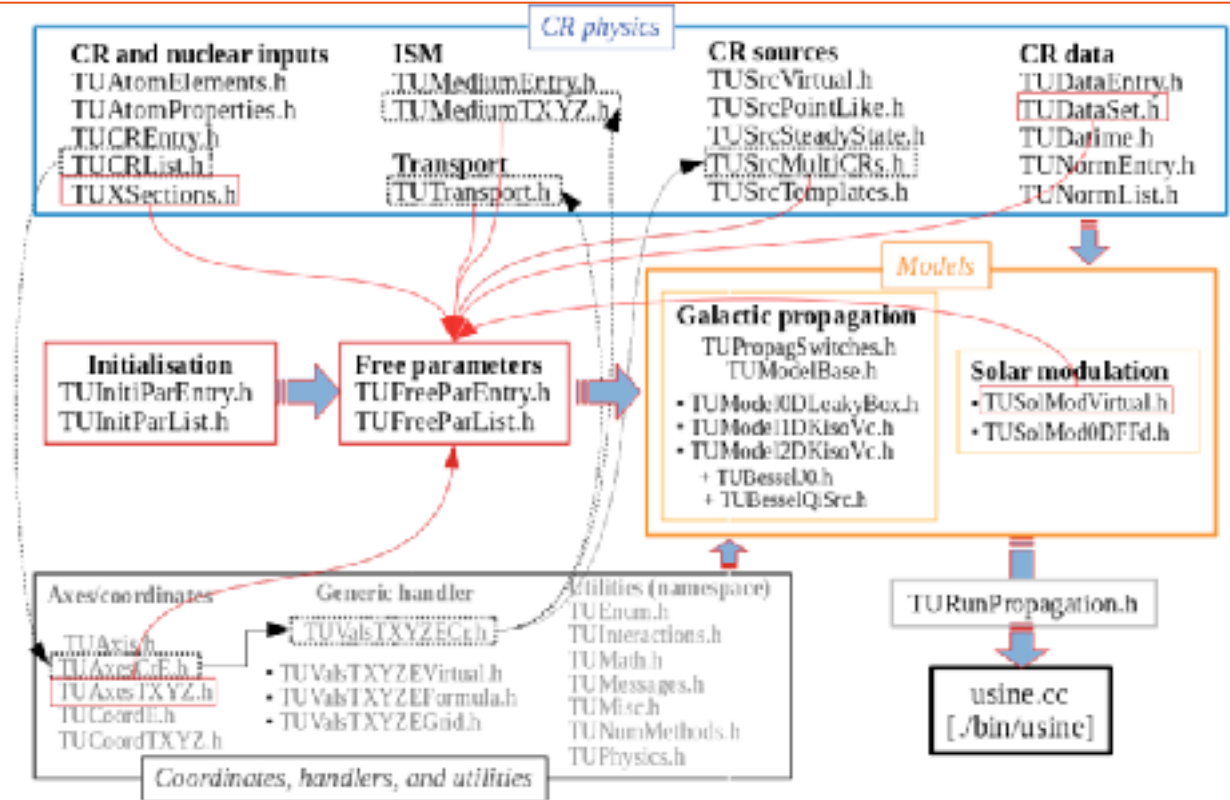 CR physics
CR and nuclear inputs
TUAtomElements.h
TUAtomProperties.h
TUCREntry.h
TUCRList.h
TUXSections.h
ISM
TUMediumEntry.h
TUMediumTXYZ.h
Transport
TUTransport.h
CR sources
TUSrcVirtual.h
TUSrcPointLike.h
TUSrcSteadyState.h
TUSrcMultiCRs.h
TUSrcTemplates.h
CR data
TUDataEntry.h
TUDataSet.h
TUDatime.h
TUNormEntry.h
TUNormList.h
Initialisation
TUInitiParEntry.h
TUInitParList.h
Free parameters
TUFreeParEntry.h
TUFreeParList.h
Models
Galactic propagation
TUPropagSwitches.h
TUModelBase.h
• TUModel0DLeakyBox.h
• TUModel1DKisoVc.h
• TUModel2DKisoVc.h
+ TUBesselJ0.h
+ TUBesselQiSrc.h
Solar modulation
• TUSolModVirtual.h
• TUSolMod0DFFd.h
Axes/coordinates
TUAxis.h
TUAxesCrE.h
TUAxesTXYZ.h
TUCoordE.h
TUCoordTXYZ.h
Generic handler
TUValsTXYZECr.h
• TUValsTXYZEVirtual.h
• TUValsTXYZEFormula.h
• TUValsTXYZEGrid.h
Utilities (namespace)
TUEnum.h
TUInteractions.h
TUMath.h
TUMessages.h
TUMisc.h
TUNumMethods.h
TUPhysics.h
Coordinates, handlers, and utilities
TURunPropagation.h
usine.cc
[./bin/usine]